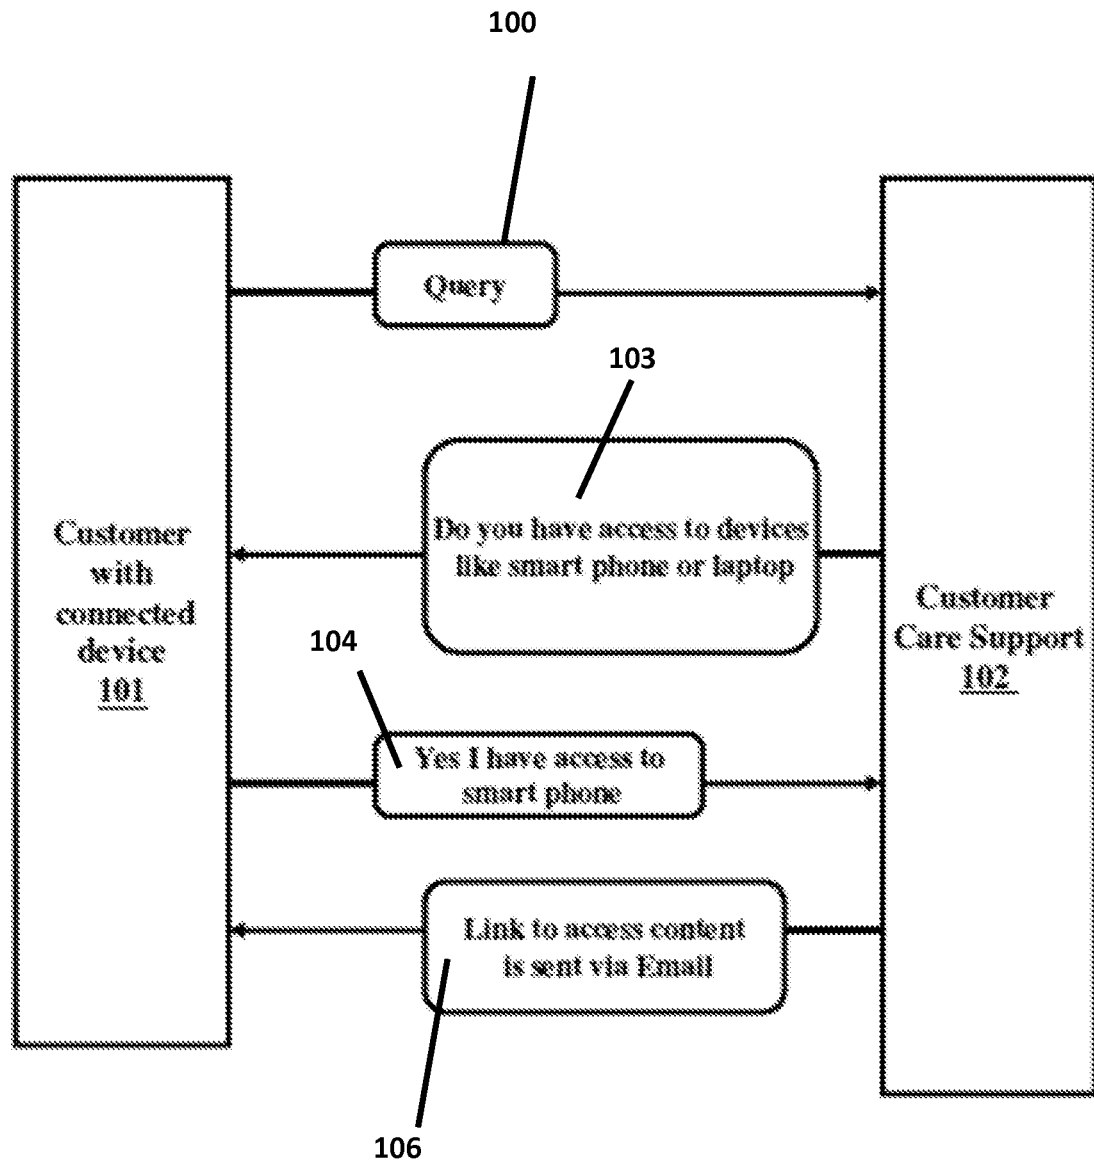 100
Query
103
Do you have access to devices
like smart phone or laptop
Customer
with
connected
device
101
Customer
Care Support
102
104
Yes I have access to
smart phone
Link to access content
is sent via Email
106